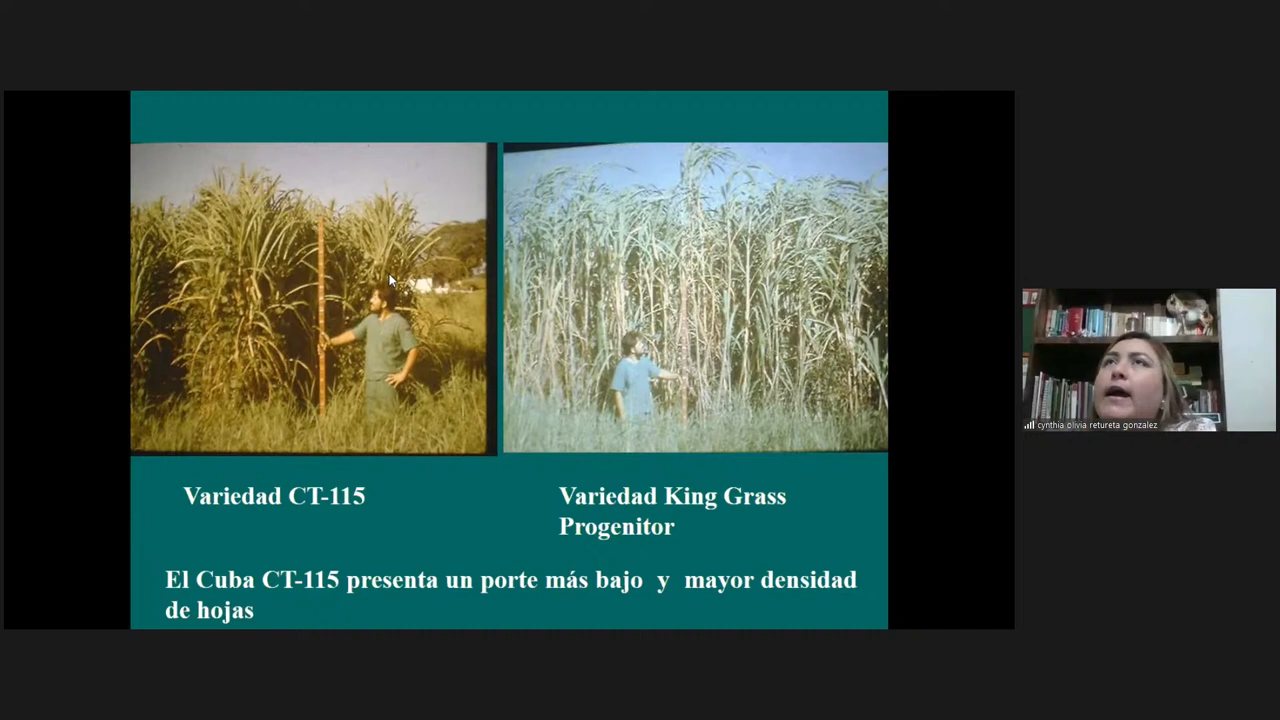 Variedad CT-115
Variedad King Grass
Progenitor
El Cuba CT-115 presenta un porte más bajo y mayor densidad
de hojas
cynthia olivia retureta gonzalez